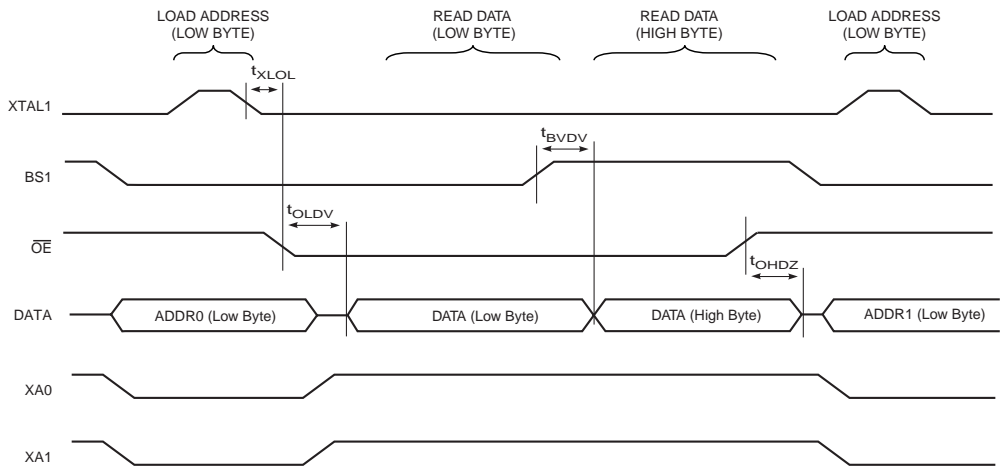 LOAD ADDRESS
(LOW BYTE)
READ DATA
(LOW BYTE)
READ DATA
(HIGH BYTE)
LOAD ADDRESS
(LOW BYTE)
tXLOL
XTAL1
tBVDV
BS1
tOLDV
OE
tOHDZ
DATA
ADDR0 (Low Byte)
DATA (Low Byte)
DATA (High Byte)
ADDR1 (Low Byte)
XA0
XA1